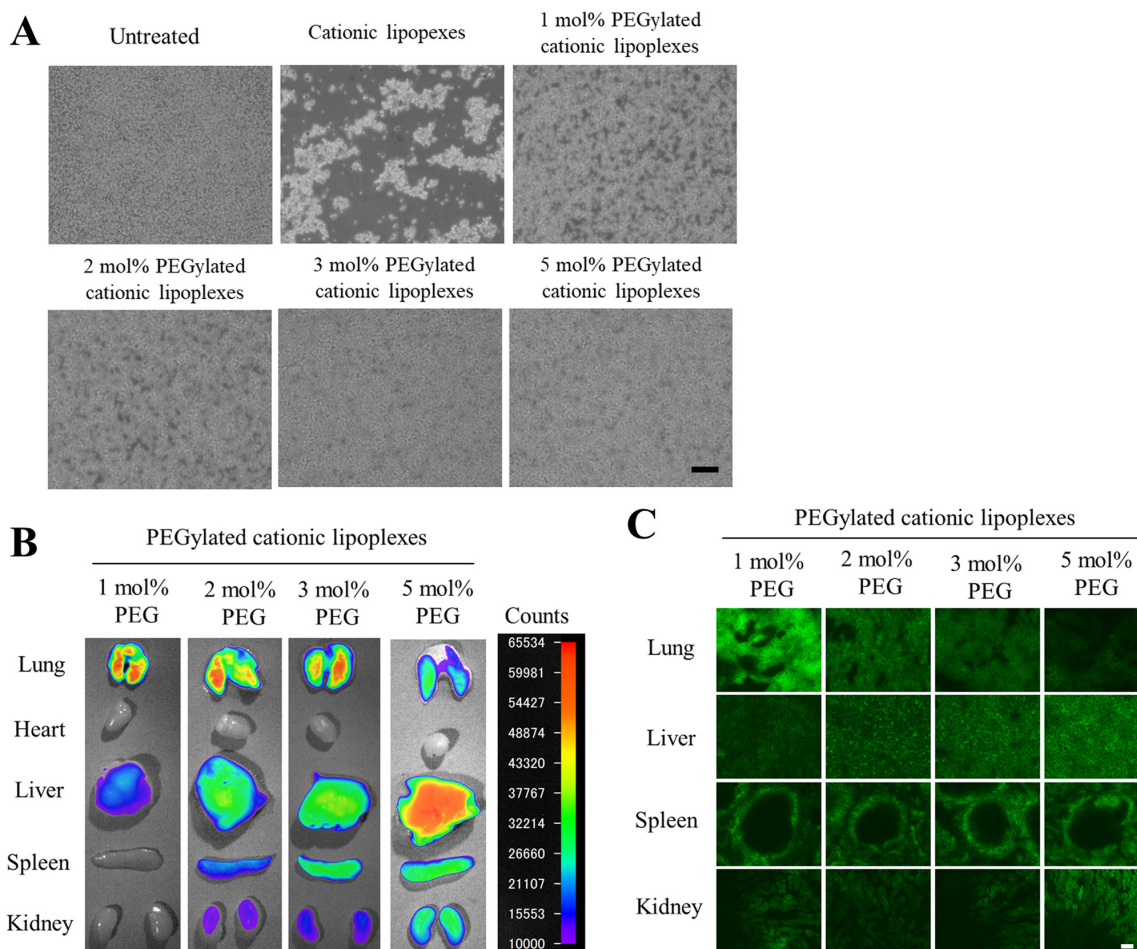 A
Untreated
Cationic lipopexes
1 mol% PEGylated
cationic lipoplexes
2 mol% PEGylated
cationic lipoplexes
3 mol% PEGylated
cationic lipoplexes
5 mol% PEGylated
cationic lipoplexes
B
PEGylated cationic lipoplexes
1 mol%
PEG
2 mol%
PEG
3 mol%
PEG
5 mol%
PEG
Counts
65534
59981
54427
48874
43320
37767
32214
26660
21107
15553
10000
Lung
Heart
Liver
Spleen
Kidney
C
PEGylated cationic lipoplexes
1 mol%
PEG
2 mol%
PEG
3 mol%
PEG
5 mol%
PEG
Lung
Liver
Spleen
Kidney